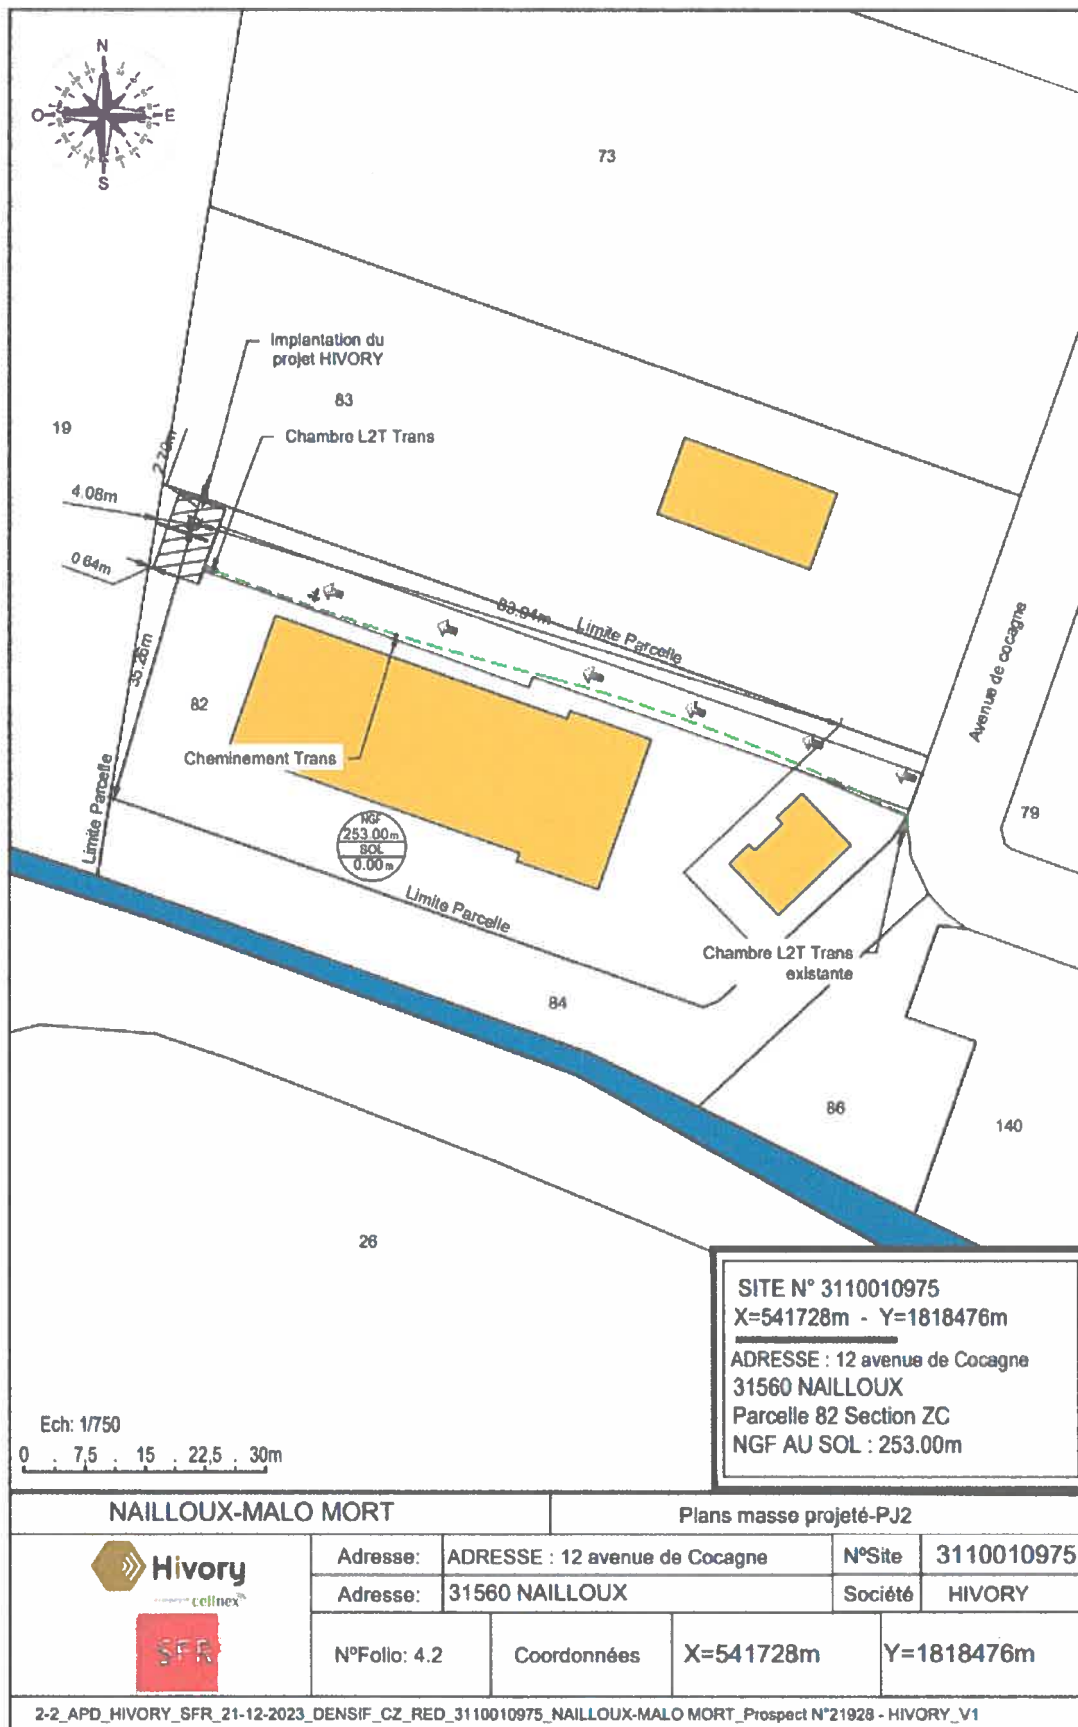 N
O
E
S
73
Implantation du
projet HIVORY
83
19
Chambre L2T Trans
2.70m
4.08m
0.64m
83.94m
Limite Parcelle
Avenue de cocagne
35.26m
82
Cheminement Trans
Limite Parcelle
NGF
253.00m
SOL
0.00m
79
Limite Parcelle
Chambre L2T Trans
existante
84
86
140
26
SITE N° 3110010975
X=541728m - Y=1818476m
ADRESSE : 12 avenue de Cocagne
31560 NAILLOUX
Parcelle 82 Section ZC
NGF AU SOL : 253.00m
Ech: 1/750
0 7,5 15 22,5 30m
NAILLOUX-MALO MORT
Plans masse projeté-PJ2
Hivory
cellnex
SFR
Adresse: ADRESSE : 12 avenue de Cocagne N°Site 3110010975
Adresse: 31560 NAILLOUX Société HIVORY
N°Folio: 4.2 Coordonnées X=541728m Y=1818476m
2-2_APD_HIVORY_SFR_21-12-2023_DENSIF_CZ_RED_3110010975_NAILLOUX-MALO MORT_Prospect N°21928 - HIVORY_V1